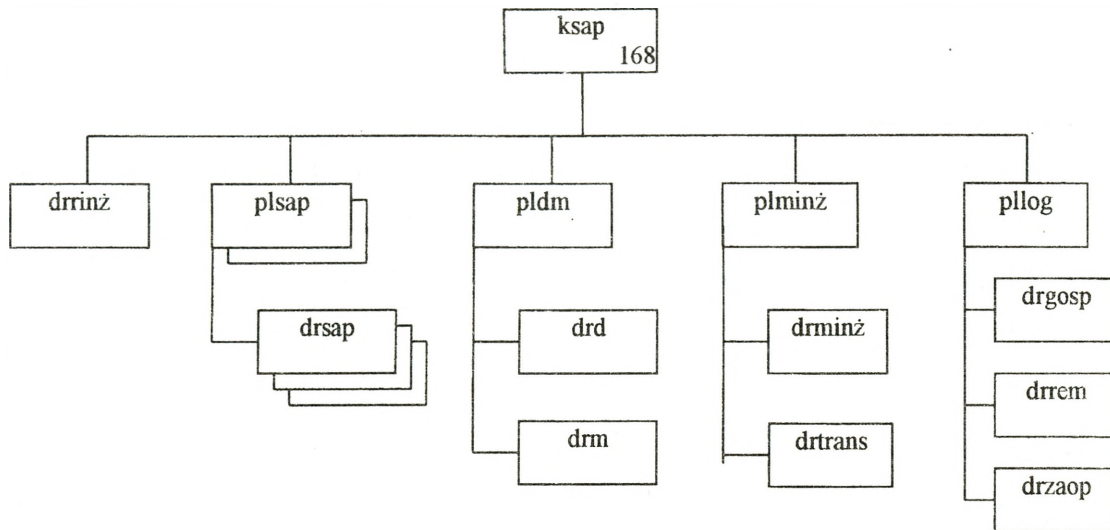 ksap
168
drrinż
plsap
pldm
plminż
pllog
drsap
drd
drm
drminż
drtrans
drgosp
drrem
drzaop